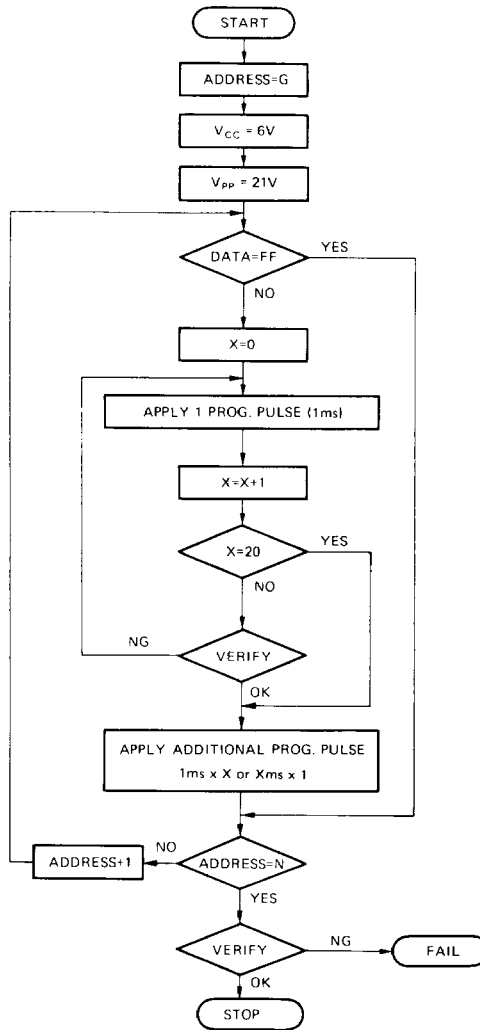 START
ADDRESS=G
VCC = 6V
VPP = 21V
DATA=FF
YES
NO
X=0
APPLY 1 PROG. PULSE (1ms)
X=X+1
X=20
YES
NO
NG
VERIFY
OK
APPLY ADDITIONAL PROG. PULSE
1ms x X or Xms x 1
NO
ADDRESS+1
ADDRESS=N
YES
VERIFY
NG
FAIL
OK
STOP